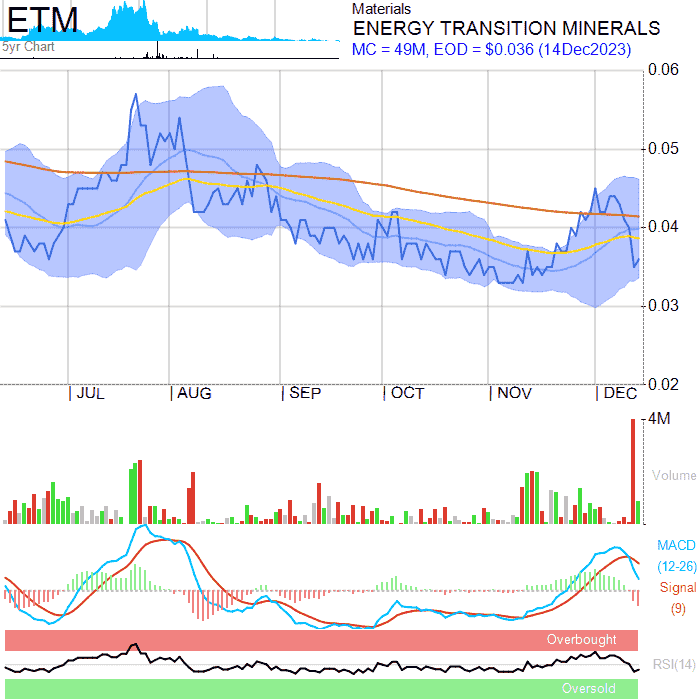 ETM
5yr Chart
Materials
ENERGY TRANSITION MINERALS
MC = 49M, EOD = $0.036 (14Dec2023)
0.06
0.05
0.04
0.03
0.02
JUL AUG SEP OCT NOV DEC
4M
Volume
MACD
(12-26)
Signal
(9)
Overbought
RSI(14)
Oversold